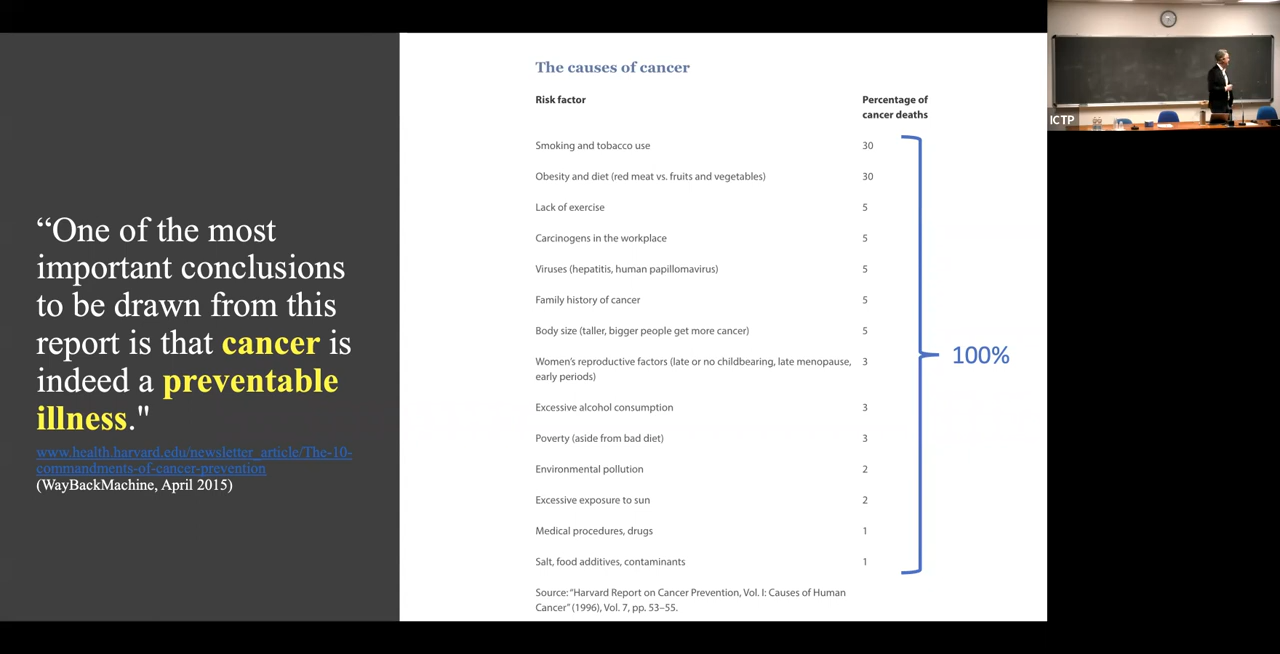 “One of the most
important conclusions
to be drawn from this
report is that cancer is
indeed a preventable
illness."
www.health.harvard.edu/newsletter_article/The-10-
commandments-of-cancer-prevention
(WayBackMachine, April 2015)
The causes of cancer
Risk factor
Percentage of
cancer deaths
Smoking and tobacco use 30
Obesity and diet (red meat vs. fruits and vegetables) 30
Lack of exercise 5
Carcinogens in the workplace 5
Viruses (hepatitis, human papillomavirus) 5
Family history of cancer 5
Body size (taller, bigger people get more cancer) 5
Women's reproductive factors (late or no childbearing, late menopause, 3
early periods)
Excessive alcohol consumption 3
Poverty (aside from bad diet) 3
Environmental pollution 2
Excessive exposure to sun 2
Medical procedures, drugs 1
Salt, food additives, contaminants 1
100%
Source: "Harvard Report on Cancer Prevention, Vol. I: Causes of Human
Cancer" (1996), Vol. 7, pp. 53–55.
ICTP